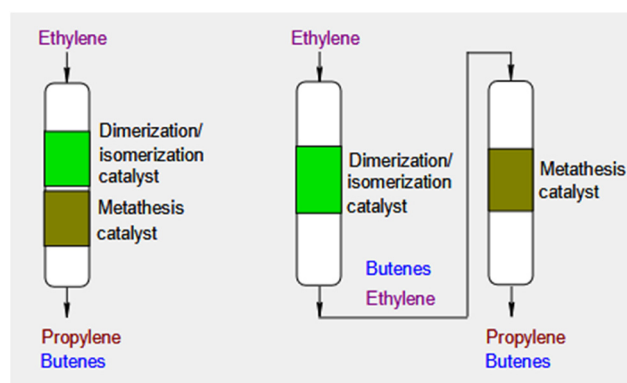 Ethylene
Dimerization/
isomerization
catalyst
Metathesis
catalyst
Propylene
Butenes
Ethylene
Dimerization/
isomerization
catalyst
Butenes
Ethylene
Metathesis
catalyst
Propylene
Butenes